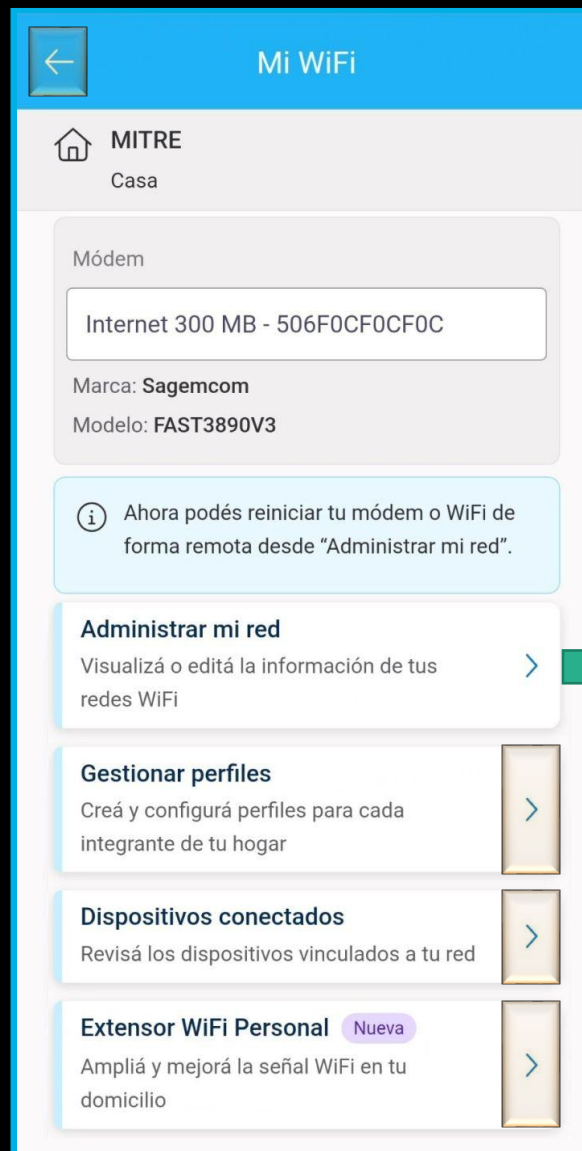 Mi WiFi
MITRE
Casa
Módem
Internet 300 MB - 506F0CF0CF0C
Marca: Sagemcom
Modelo: FAST3890V3
Ahora podés reiniciar tu módem o WiFi de
forma remota desde “Administrar mi red”.
Administrar mi red
Visualizá o editá la información de tus
redes WiFi
Gestionar perfiles
Creá y configurá perfiles para cada
integrante de tu hogar
Dispositivos conectados
Revisá los dispositivos vinculados a tu red
Extensor WiFi Personal Nueva
Ampliá y mejorá la señal WiFi en tu
domicilio